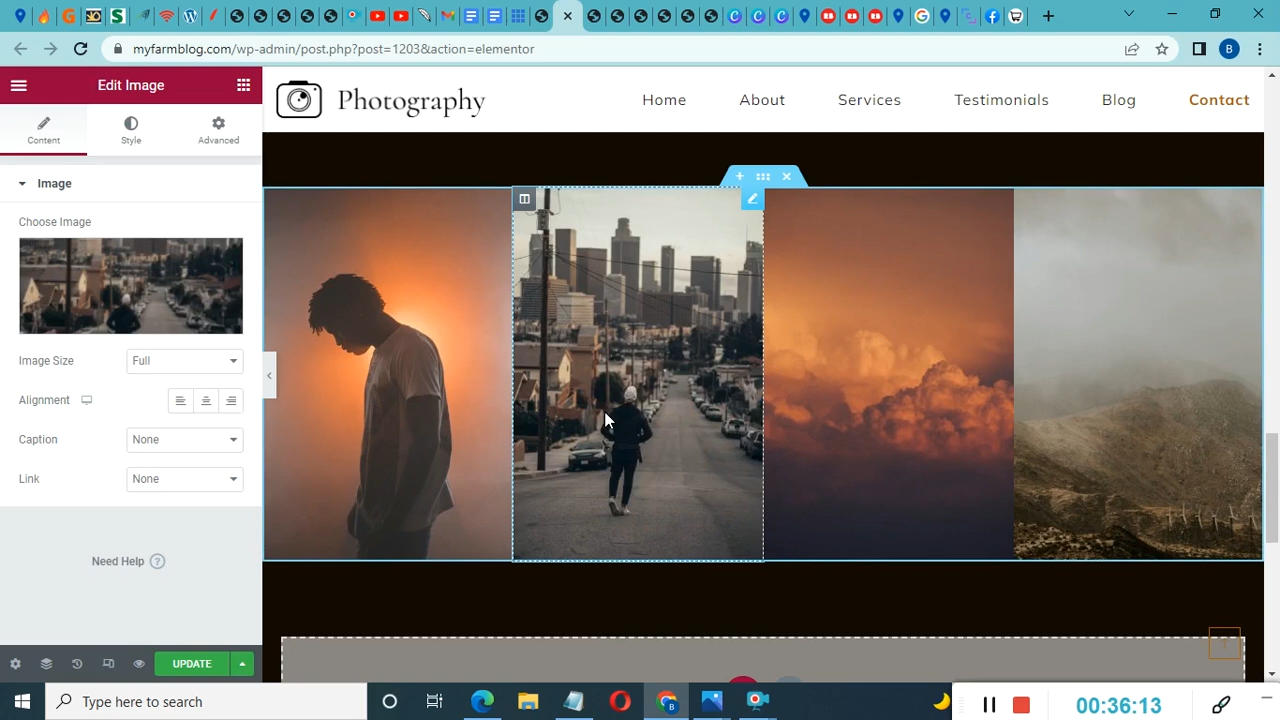 myfarmblog.com/wp-admin/post.php?post=1203&action=elementor
B
Edit Image
Photography
Home
About
Services
Testimonials
Blog
Contact
Content
Style
Advanced
Image
Choose Image
Image Size
Full
Alignment
Caption
None
Link
None
Need Help
UPDATE
Type here to search
00:36:13